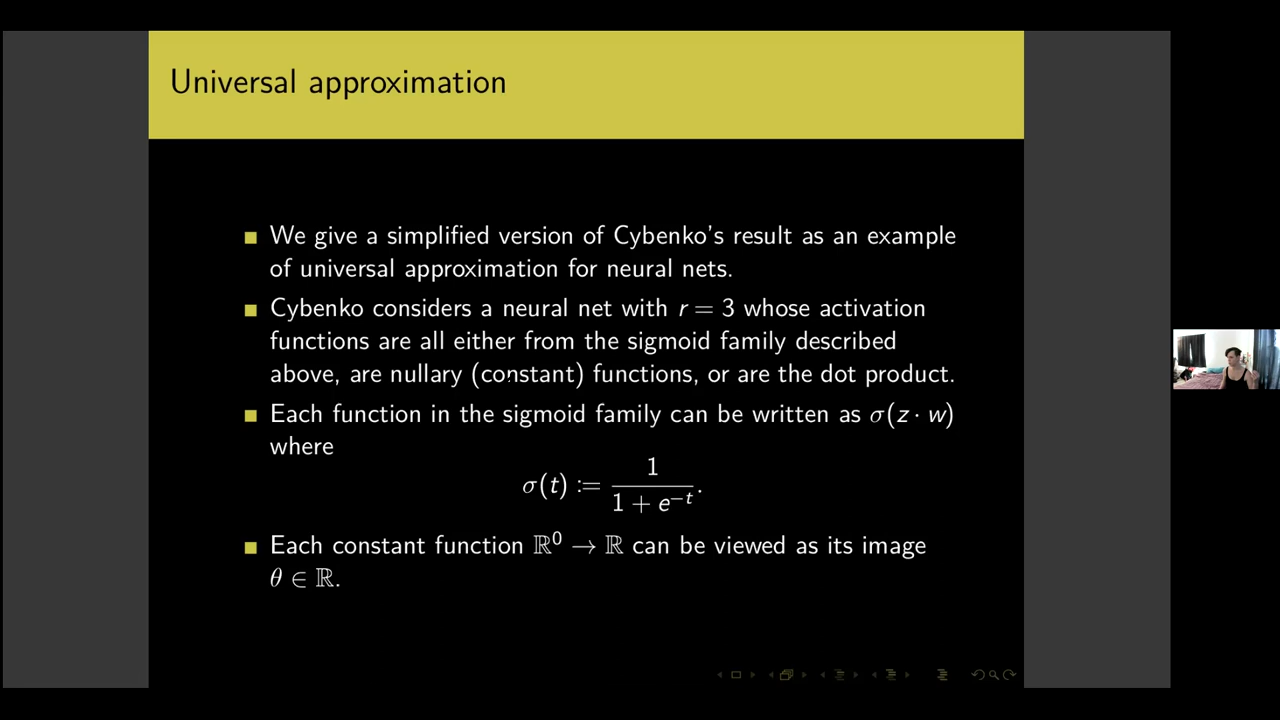 Universal approximation
We give a simplified version of Cybenko's result as an example
of universal approximation for neural nets.
Cybenko considers a neural net with r = 3 whose activation
functions are all either from the sigmoid family described
above, are nullary (constant) functions, or are the dot product.
Each function in the sigmoid family can be written as σ(z · w)
where
σ(t) := 1 / (1 + e^{−t}).
Each constant function ℝ⁰ → ℝ can be viewed as its image
θ ∈ ℝ.